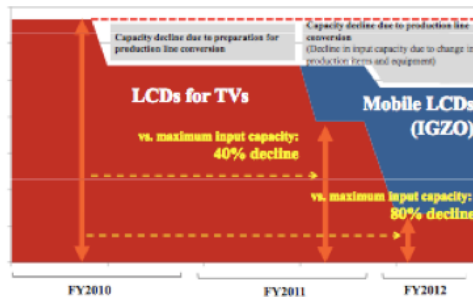 Capacity decline due to preparation for
production line conversion
Capacity decline due to production line
conversion
(Decline in input capacity due to change in
production items and equipment)
LCDs for TVs
Mobile LCDs
(IGZO)
vs. maximum input capacity:
40% decline
vs. maximum input capacity:
80% decline
FY2010
FY2011
FY2012